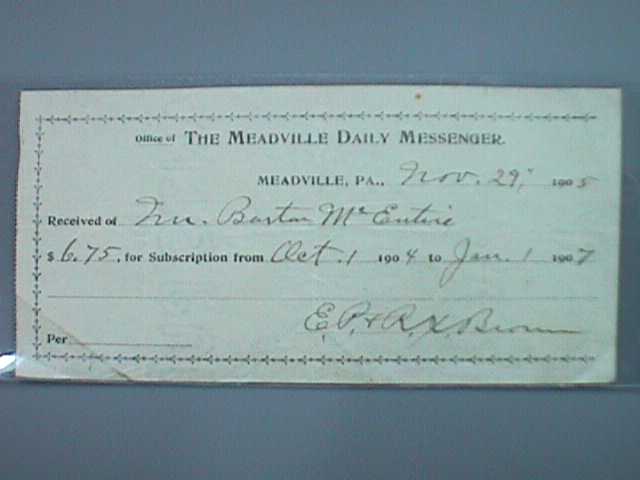 Office of THE MEADVILLE DAILY MESSENGER.
MEADVILLE, PA., Nov. 29, 1905
Received of Barton McEntire
$ 6.75, for Subscription from Oct. 1 1904 to Jan. 1 1907
E.P. & R.X. Brown
Per